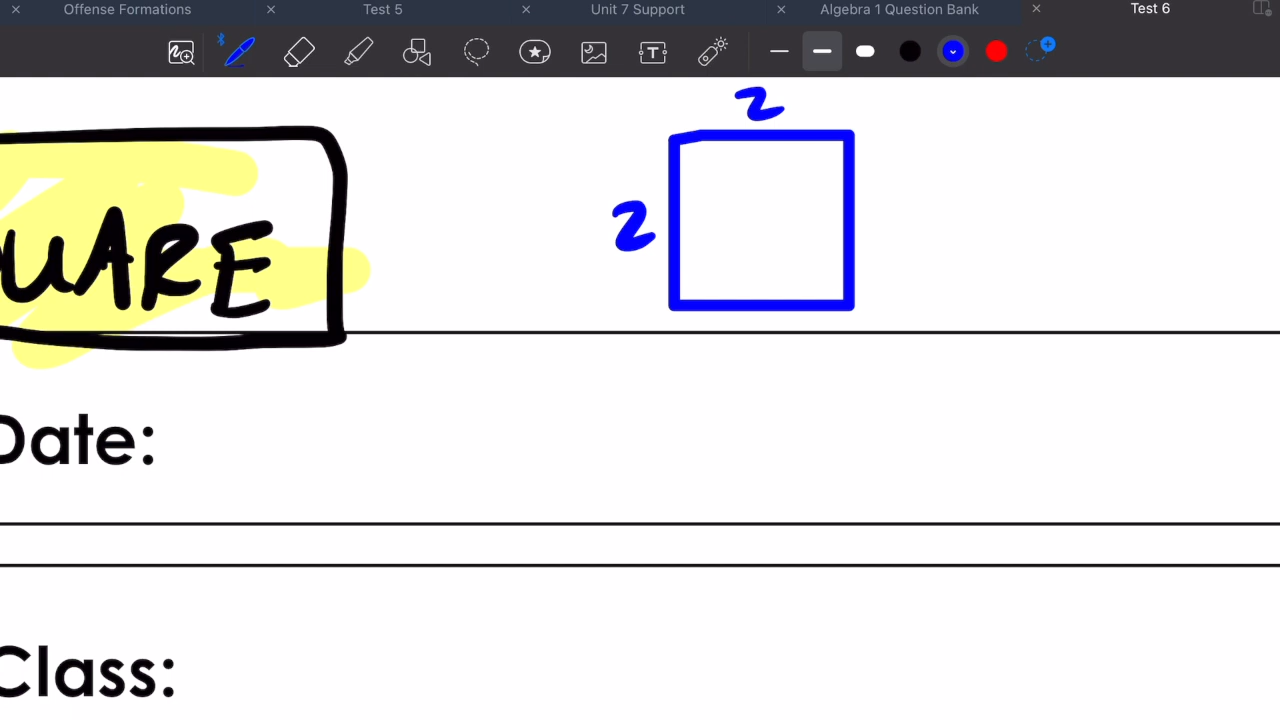 Offense Formations
Test 5
Unit 7 Support
Algebra 1 Question Bank
Test 6
2
2
UARE
Date:
Class: